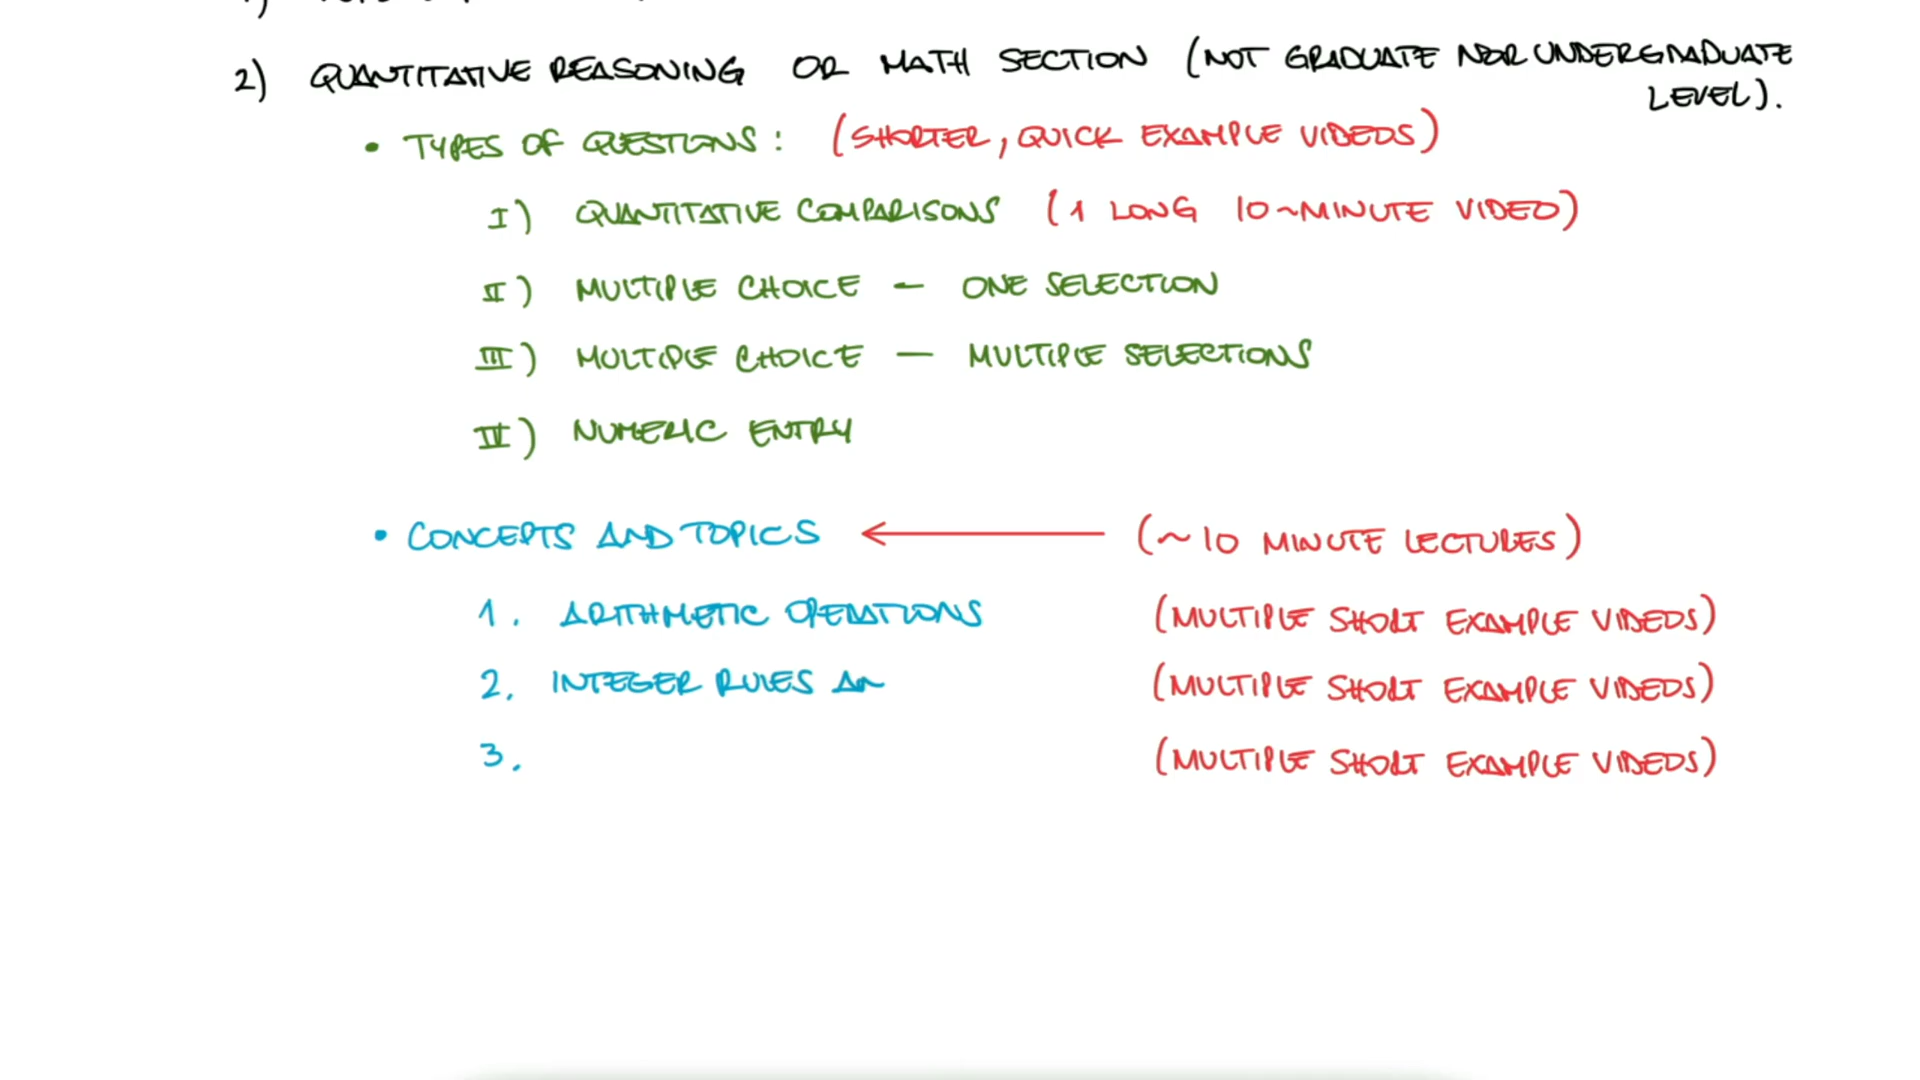 2) QUANTITATIVE REASONING OR MATH SECTION (NOT GRADUATE NOR UNDERGRADUATE
LEVEL).
• TYPES OF QUESTIONS: (SHORTER, QUICK EXAMPLE VIDEOS)
I) QUANTITATIVE COMPARISONS (1 LONG 10~MINUTE VIDEO)
II) MULTIPLE CHOICE - ONE SELECTION
III) MULTIPLE CHOICE - MULTIPLE SELECTIONS
IV) NUMERIC ENTRY
• CONCEPTS AND TOPICS ← (~10 MINUTE LECTURES)
1. ARITHMETIC OPERATIONS (MULTIPLE SHORT EXAMPLE VIDEOS)
2. INTEGER RULES AN (MULTIPLE SHORT EXAMPLE VIDEOS)
3. (MULTIPLE SHORT EXAMPLE VIDEOS)